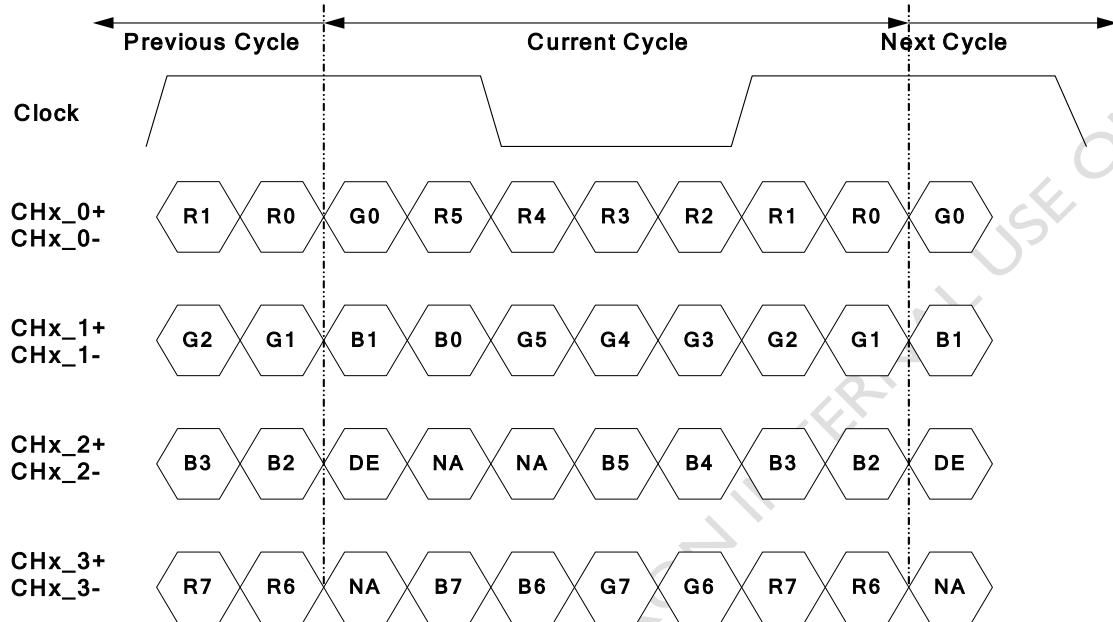 Previous Cycle Current Cycle Next Cycle
Clock
CHx_0+
CHx_0-
R1 R0 G0 R5 R4 R3 R2 R1 R0 G0
CHx_1+
CHx_1-
G2 G1 B1 B0 G5 G4 G3 G2 G1 B1
CHx_2+
CHx_2-
B3 B2 DE NA NA B5 B4 B3 B2 DE
CHx_3+
CHx_3-
R7 R6 NA B7 B6 G7 G6 R7 R6 NA
USE